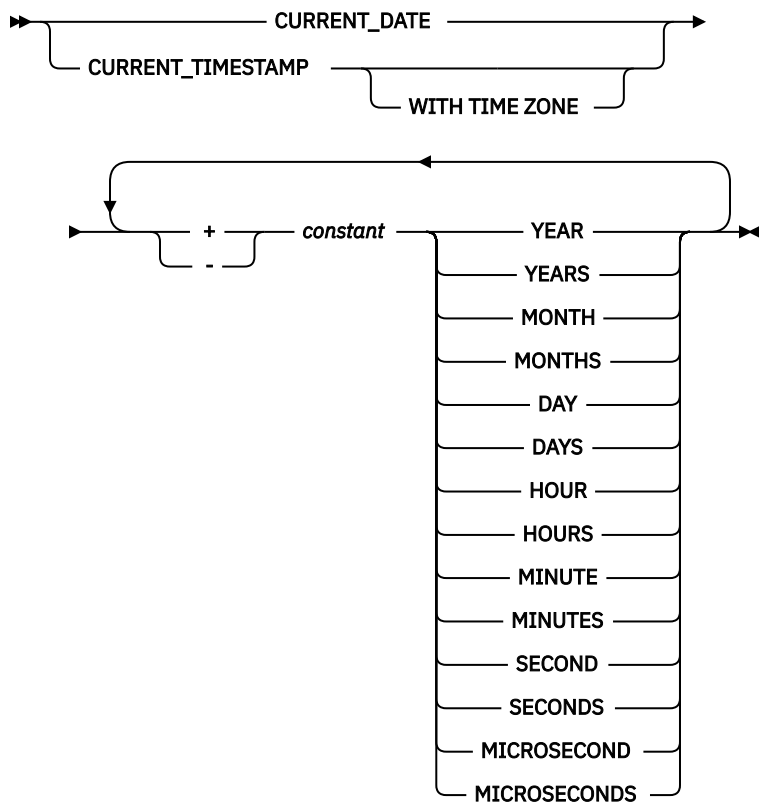 CURRENT_DATE
CURRENT_TIMESTAMP
WITH TIME ZONE
+ constant YEAR
-
YEARS
MONTH
MONTHS
DAY
DAYS
HOUR
HOURS
MINUTE
MINUTES
SECOND
SECONDS
MICROSECOND
MICROSECONDS